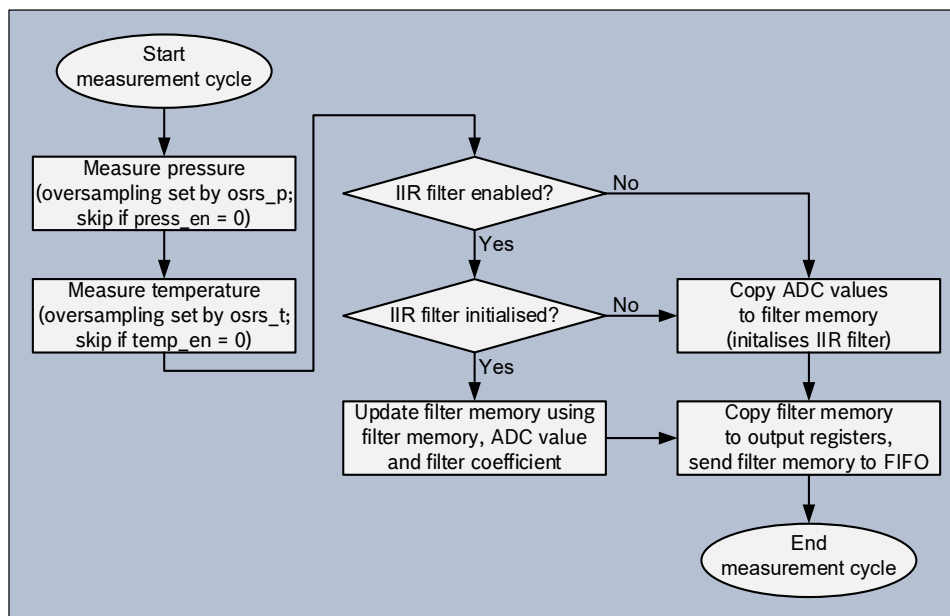 Start
measurement cycle
Measure pressure
(oversampling set by osrs_p;
skip if press_en = 0)
Measure temperature
(oversampling set by osrs_t;
skip if temp_en = 0)
IIR filter enabled?
No
Yes
IIR filter initialised?
No
Yes
Copy ADC values
to filter memory
(initalises IIR filter)
Update filter memory using
filter memory, ADC value
and filter coefficient
Copy filter memory
to output registers,
send filter memory to FIFO
End
measurement cycle